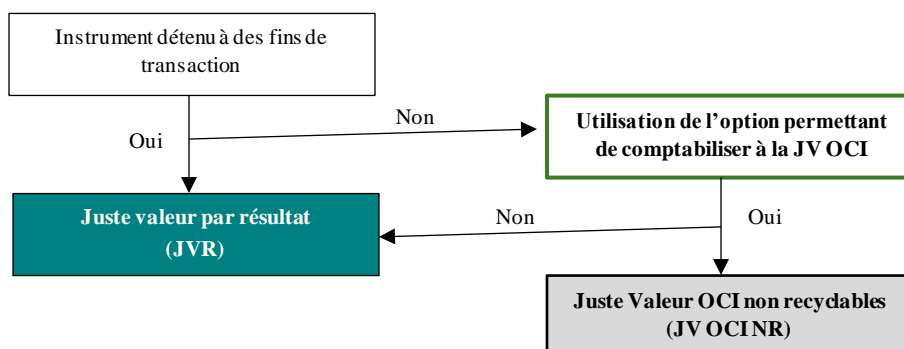 Instrument détenu à des fins de
transaction
Non
Oui
Utilisation de l'option permettant
de comptabiliser à la JV OCI
Juste valeur par résultat
(JVR)
Non
Oui
Juste Valeur OCI non recyclables
(JV OCI NR)